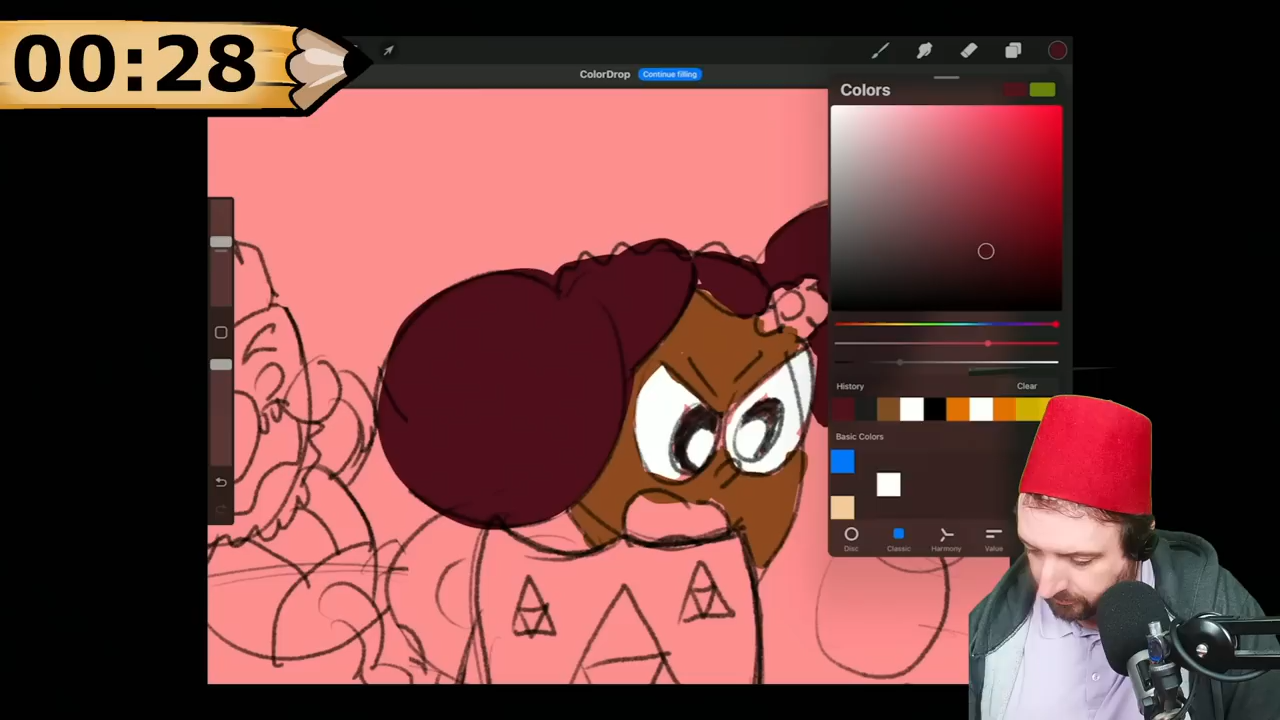 00:28
ColorDrop Continue filling
Colors
History Clear
Basic Colors
Disc Classic Harmony Value